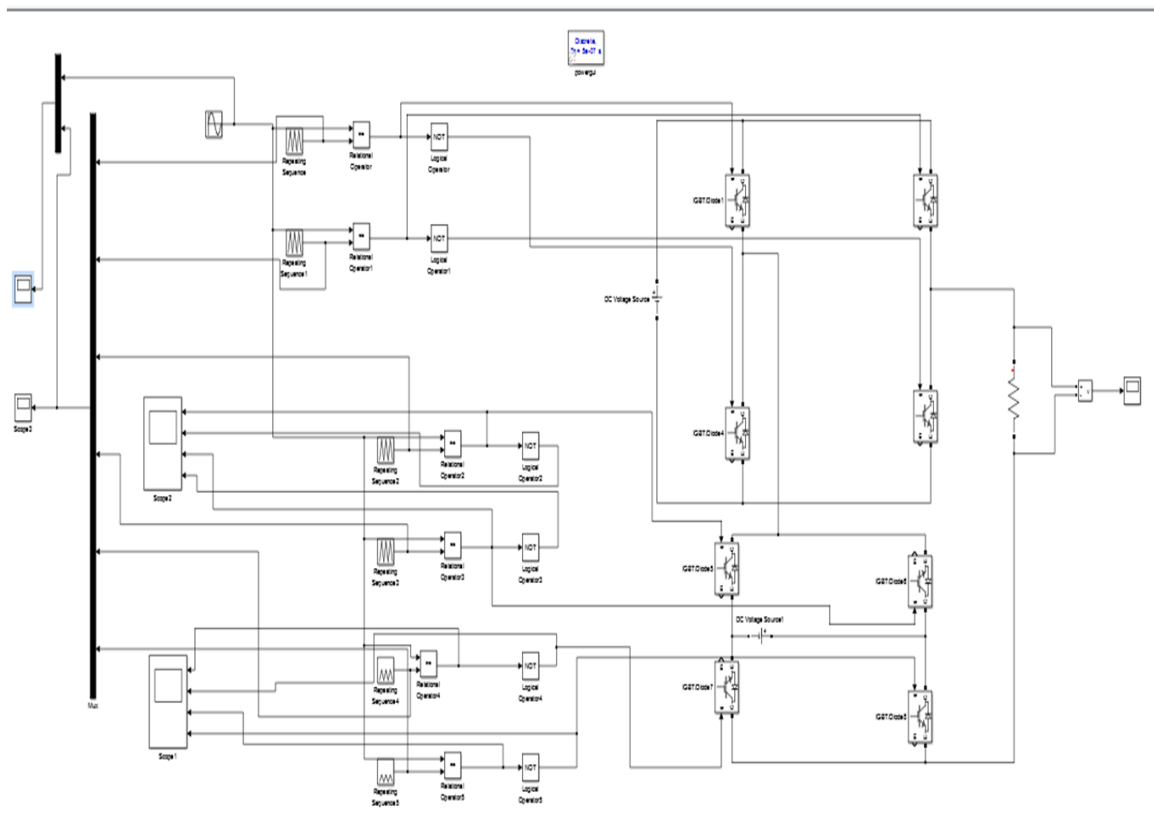 Discrete,
Ts = 5e-07 s.
powergui
Repeating
Sequence
Relational
Operator
NOT
Logical
Operator
IGBT/Diode1
Repeating
Sequence1
Relational
Operator1
NOT
Logical
Operator1
DC Voltage Source
Scope3
Scope2
Repeating
Sequence2
Relational
Operator2
NOT
Logical
Operator2
IGBT/Diode4
Repeating
Sequence3
Relational
Operator3
NOT
Logical
Operator3
IGBT/Diode5
IGBT/Diode6
DC Voltage Source1
Repeating
Sequence4
Relational
Operator4
NOT
Logical
Operator4
IGBT/Diode7
IGBT/Diode8
Mux
Scope1
Repeating
Sequence5
Relational
Operator5
NOT
Logical
Operator5